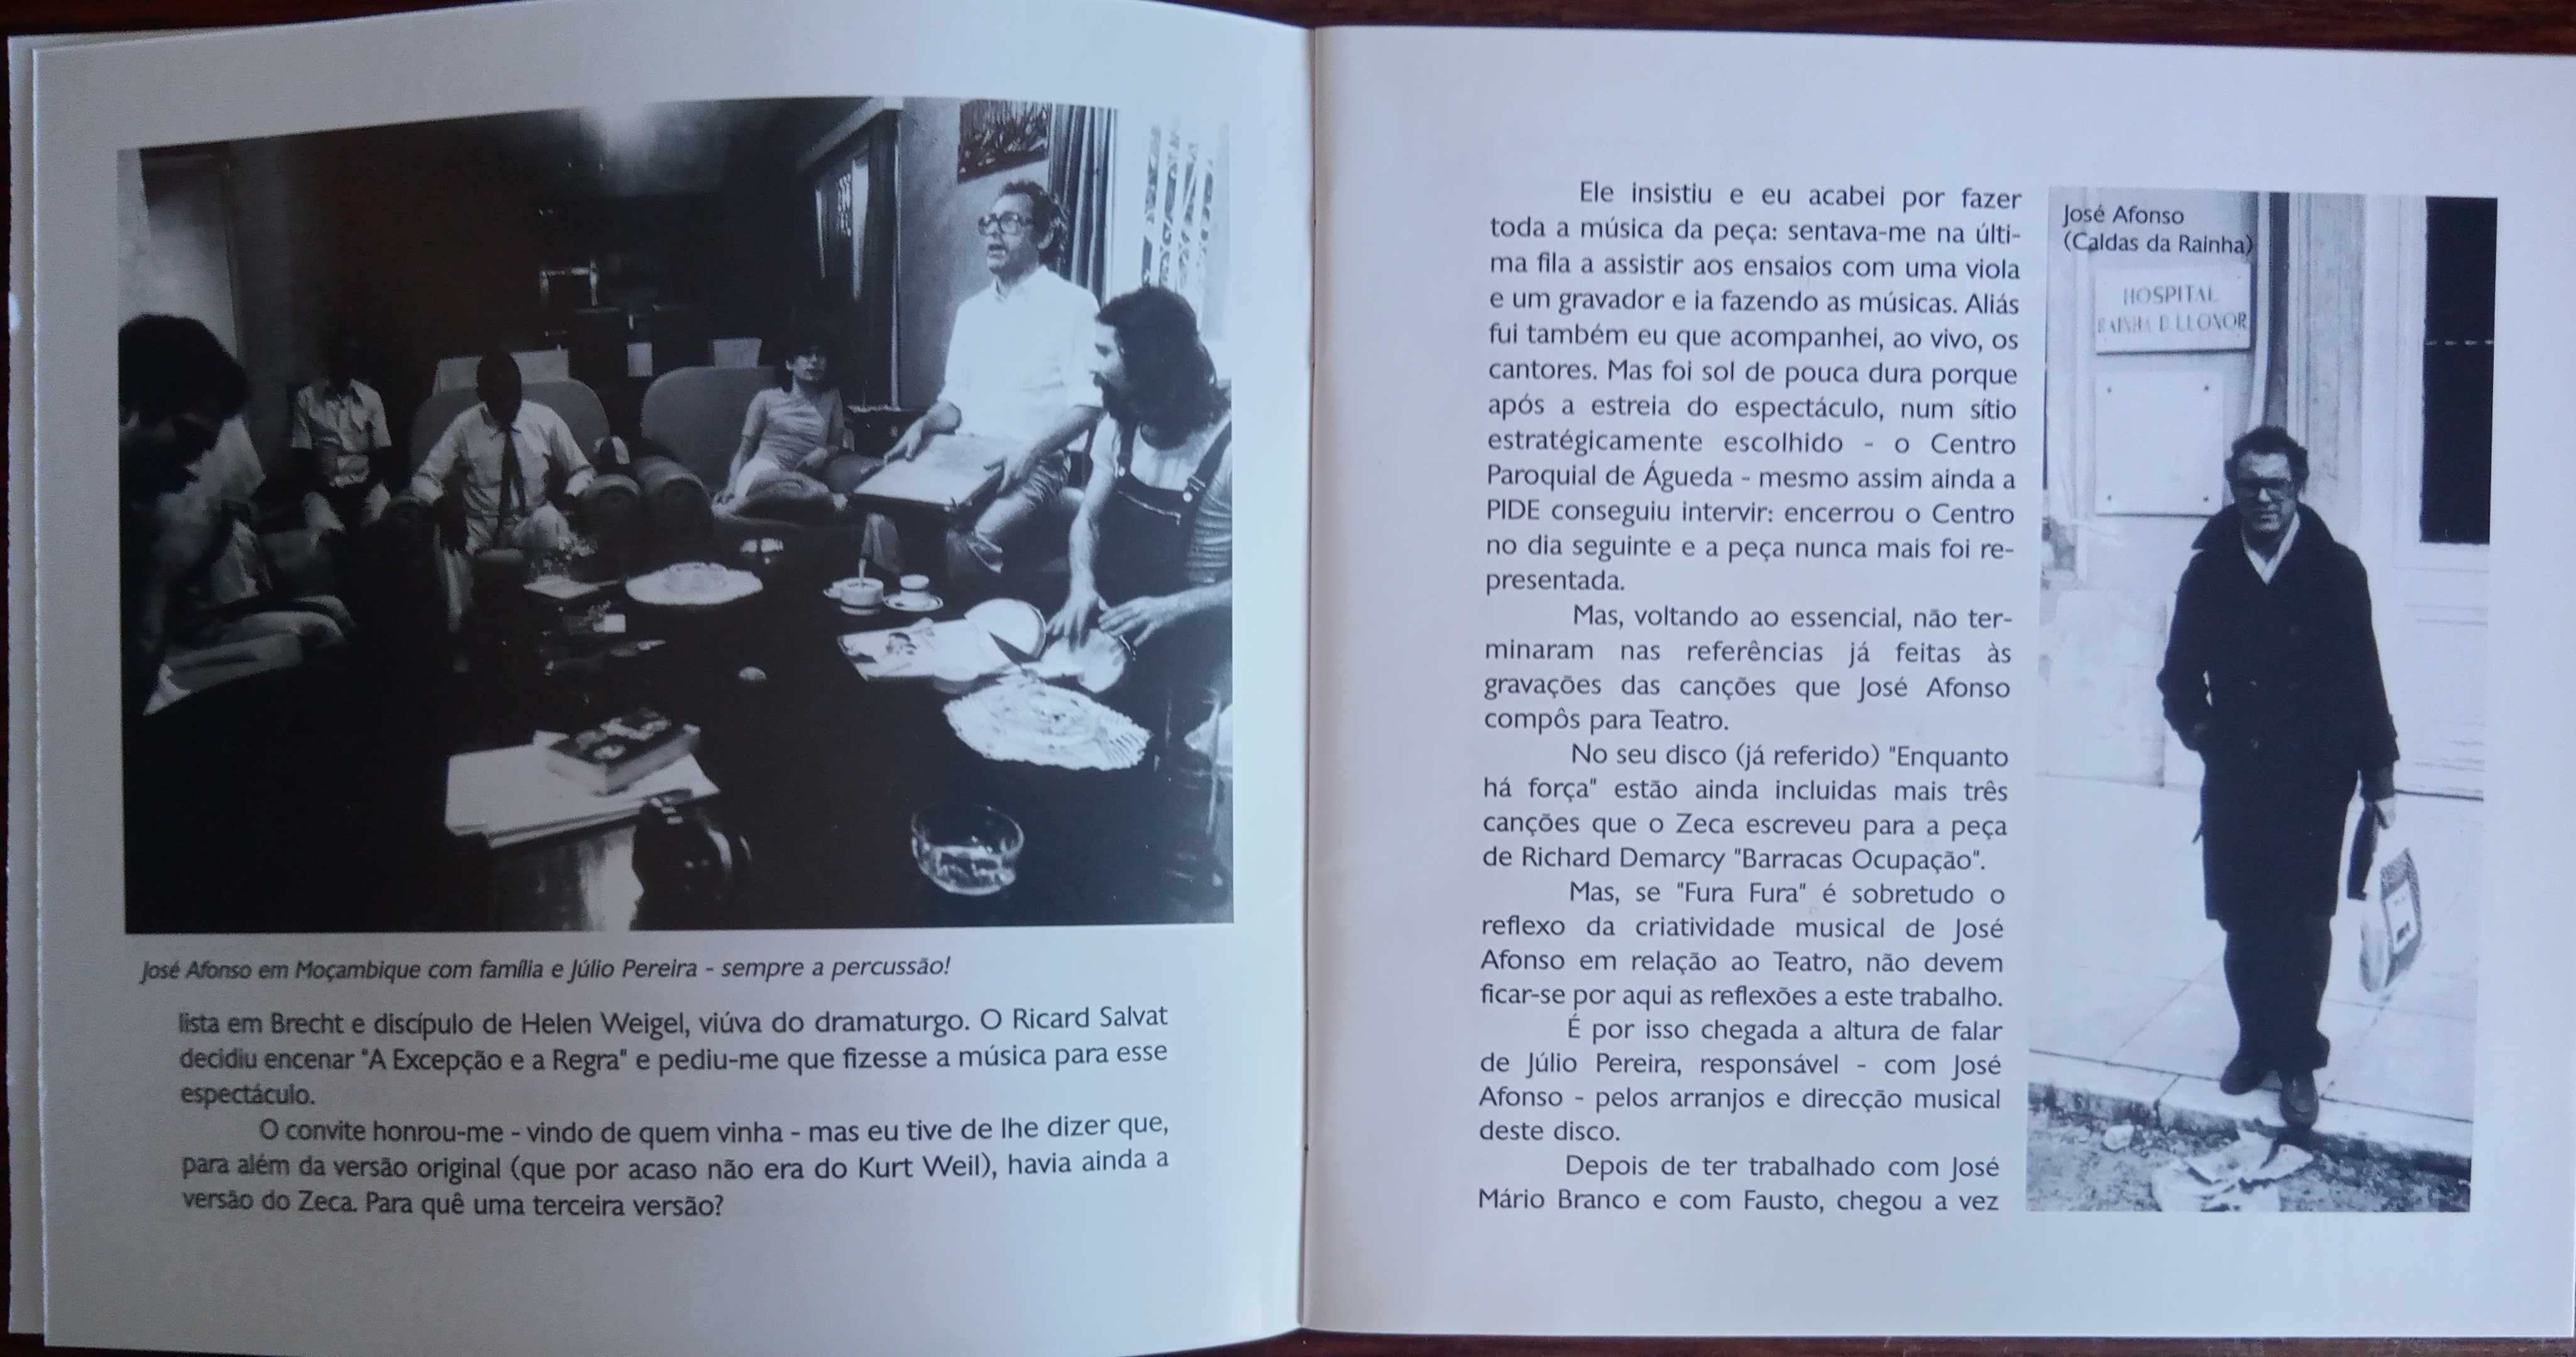 José Afonso em Moçambique com família e Júlio Pereira - sempre a percussão!
lista em Brecht e discípulo de Helen Weigel, viúva do dramaturgo. O Ricard Salvat
decidiu encenar "A Excepção e a Regra" e pediu-me que fizesse a música para esse
espectáculo.
O convite honrou-me - vindo de quem vinha - mas eu tive de lhe dizer que,
para além da versão original (que por acaso não era do Kurt Weil), havia ainda a
versão do Zeca. Para quê uma terceira versão?
Ele insistiu e eu acabei por fazer
toda a música da peça: sentava-me na últi-
ma fila a assistir aos ensaios com uma viola
e um gravador e ia fazendo as músicas. Aliás
fui também eu que acompanhei, ao vivo, os
cantores. Mas foi sol de pouca dura porque
após a estreia do espectáculo, num sítio
estratégicamente escolhido - o Centro
Paroquial de Águeda - mesmo assim ainda a
PIDE conseguiu intervir: encerrou o Centro
no dia seguinte e a peça nunca mais foi re-
presentada.
Mas, voltando ao essencial, não ter-
minaram nas referências já feitas às
gravações das canções que José Afonso
compôs para Teatro.
No seu disco (já referido) "Enquanto
há força" estão ainda incluidas mais três
canções que o Zeca escreveu para a peça
de Richard Demarcy "Barracas Ocupação".
Mas, se "Fura Fura" é sobretudo o
reflexo da criatividade musical de José
Afonso em relação ao Teatro, não devem
ficar-se por aqui as reflexões a este trabalho.
É por isso chegada a altura de falar
de Júlio Pereira, responsável - com José
Afonso - pelos arranjos e direcção musical
deste disco.
Depois de ter trabalhado com José
Mário Branco e com Fausto, chegou a vez
José Afonso
(Caldas da Rainha)
HOSPITAL
RAINHA D. LEONOR